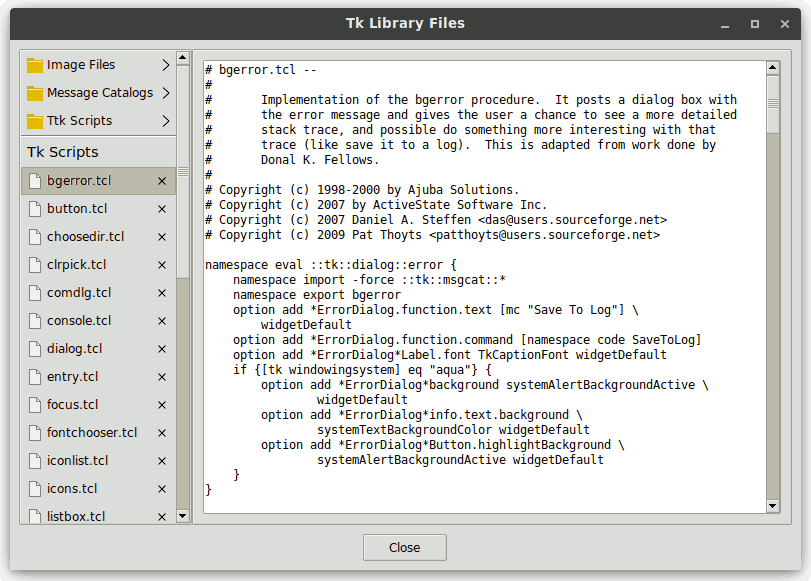 Tk Library Files
Image Files
Message Catalogs
Ttk Scripts
Tk Scripts
bgerror.tcl
button.tcl
choosedir.tcl
clrpick.tcl
comdlg.tcl
console.tcl
dialog.tcl
entry.tcl
focus.tcl
fontchooser.tcl
iconlist.tcl
icons.tcl
listbox.tcl
# bgerror.tcl --
#
#       Implementation of the bgerror procedure.  It posts a dialog box with
#       the error message and gives the user a chance to see a more detailed
#       stack trace, and possible do something more interesting with that
#       trace (like save it to a log).  This is adapted from work done by
#       Donal K. Fellows.
#
# Copyright (c) 1998-2000 by Ajuba Solutions.
# Copyright (c) 2007 by ActiveState Software Inc.
# Copyright (c) 2007 Daniel A. Steffen <das@users.sourceforge.net>
# Copyright (c) 2009 Pat Thoyts <patthoyts@users.sourceforge.net>

namespace eval ::tk::dialog::error {
    namespace import -force ::tk::msgcat::*
    namespace export bgerror
    option add *ErrorDialog.function.text [mc "Save To Log"] \
        widgetDefault
    option add *ErrorDialog.function.command [namespace code SaveToLog]
    option add *ErrorDialog*Label.font TkCaptionFont widgetDefault
    if {[tk windowingsystem] eq "aqua"} {
        option add *ErrorDialog*background systemAlertBackgroundActive \
                widgetDefault
        option add *ErrorDialog*info.text.background \
                systemTextBackgroundColor widgetDefault
        option add *ErrorDialog*Button.highlightBackground \
                systemAlertBackgroundActive widgetDefault
    }
}
Close